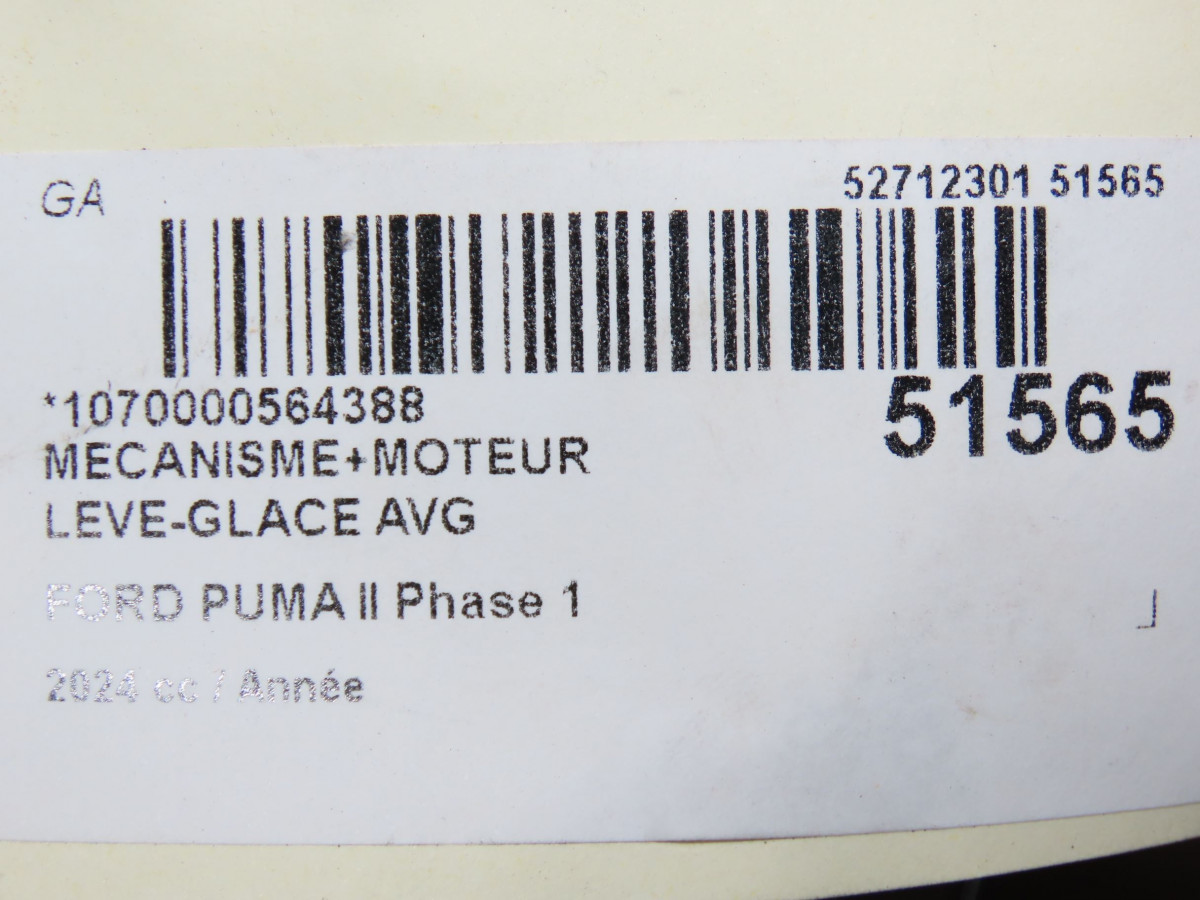 GA
52712301 51565
*1070000564388
51565
MECANISME+MOTEUR
LEVE-GLACE AVG
FORD PUMA II Phase 1
2024 cc / Année